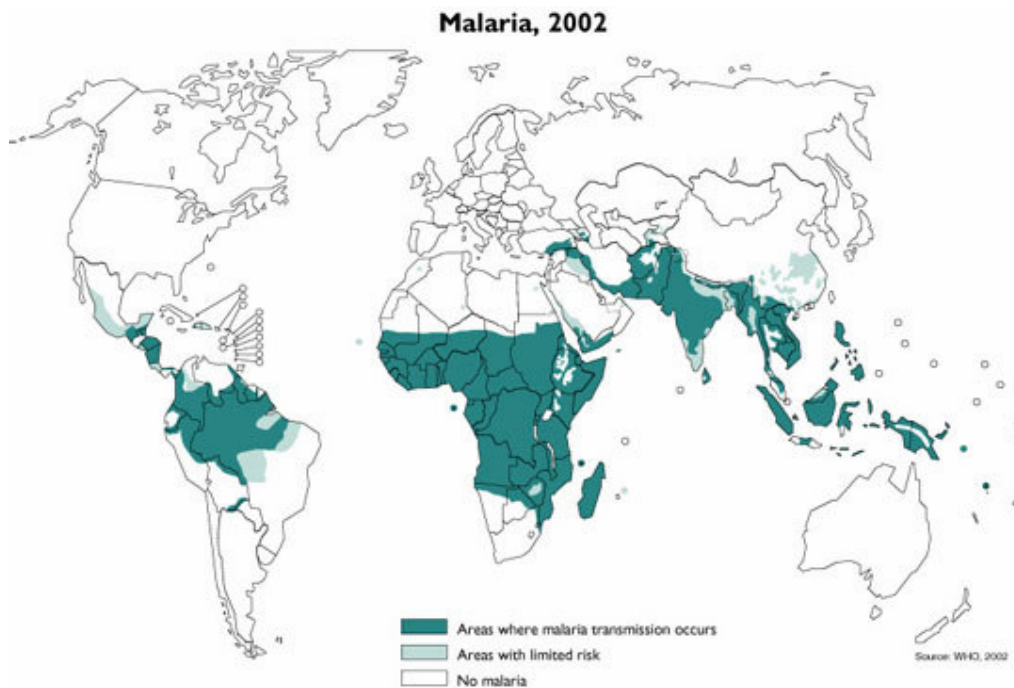 Malaria, 2002
Areas where malaria transmission occurs
Areas with limited risk
No malaria
Source: WHO, 2002